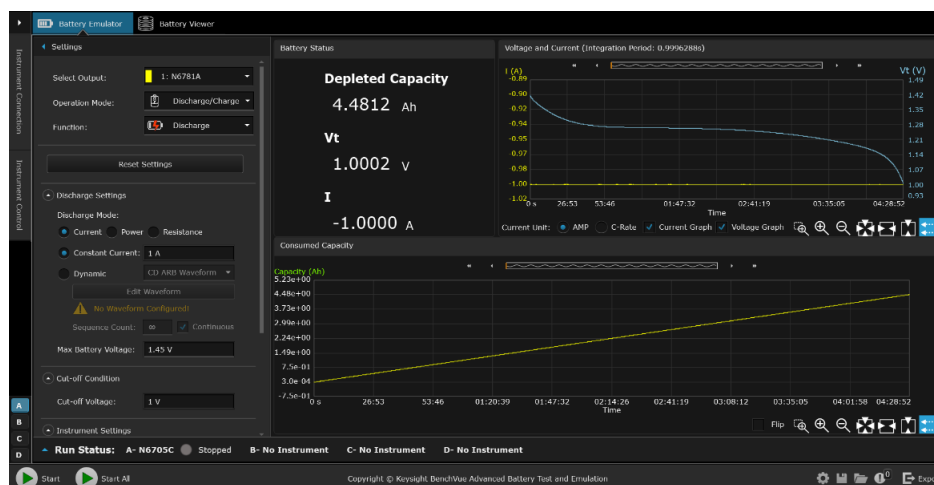 Battery Emulator
Battery Viewer
Instrument Connection
Instrument Control
Settings
Select Output: 1: N6781A
Operation Mode: Discharge/Charge
Function: Discharge
Reset Settings
Discharge Settings
Discharge Mode:
Current Power Resistance
Constant Current: 1 A
Dynamic CD ARB Waveform
Edit Waveform
No Waveform Configured!
Sequence Count: ∞ Continuous
Max Battery Voltage: 1.45 V
Cut-off Condition
Cut-off Voltage: 1 V
Instrument Settings
A
B
C
D
Battery Status
Depleted Capacity
4.4812 Ah
Vt
1.0002 V
I
-1.0000 A
Voltage and Current (Integration Period: 0.9996288s)
I (A) Vt (V)
-0.89 1.49
-0.90 1.42
-0.92 1.35
-0.94 1.28
-0.95 1.21
-0.97 1.14
-0.98 1.07
-1.00 1.00
-1.02 0.93
0 s 26:53 53:46 01:47:32 02:41:19 03:35:05 04:28:52
Time
Current Unit: AMP C-Rate Current Graph Voltage Graph
Consumed Capacity
Capacity (Ah)
5.23e+00
4.48e+00
3.73e+00
2.99e+00
2.24e+00
1.49e+00
7.5e-01
3.0e-04
-7.5e-01
0 s 26:53 53:46 01:20:39 01:47:32 02:14:26 02:41:19 03:08:12 03:35:05 04:01:58 04:28:52
Time
Flip
Run Status: A- N6705C Stopped B- No Instrument C- No Instrument D- No Instrument
Start Start All Copyright © Keysight BenchVue Advanced Battery Test and Emulation 0 Expo